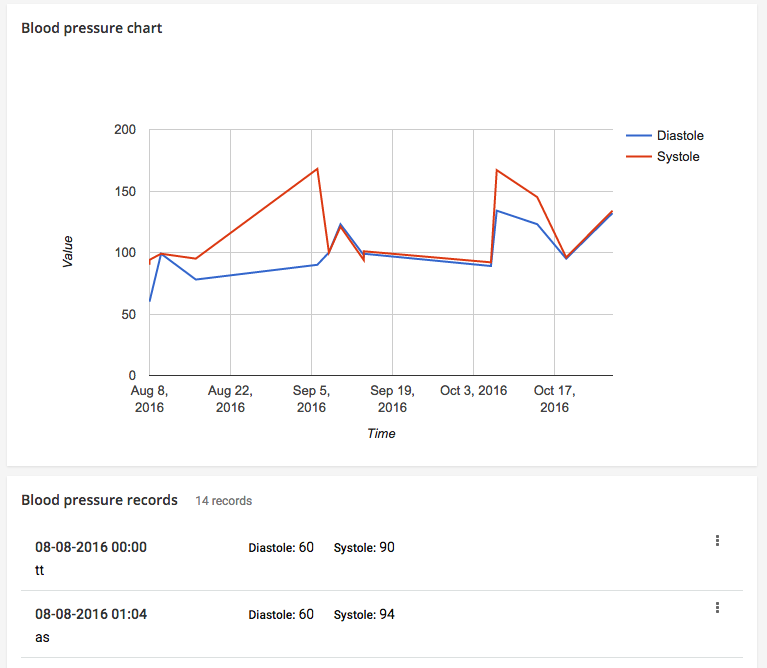 Blood pressure chart
200
150
100
50
0
Value
Diastole
Systole
Aug 8, 2016
Aug 22, 2016
Sep 5, 2016
Sep 19, 2016
Oct 3, 2016
Oct 17, 2016
Time
Blood pressure records 14 records
08-08-2016 00:00 Diastole: 60 Systole: 90
tt
08-08-2016 01:04 Diastole: 60 Systole: 94
as